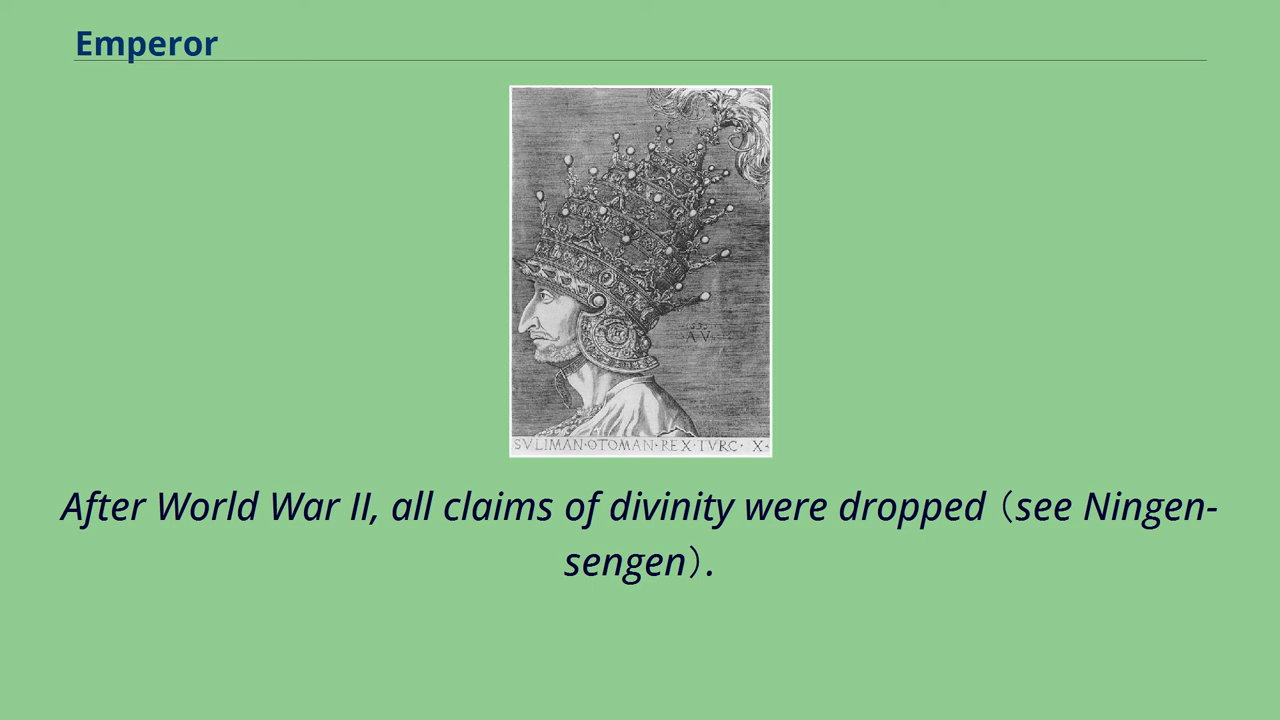 Emperor
SVLIMAN·OTOMAN·REX·TVRC· X·
After World War II, all claims of divinity were dropped (see Ningen-
sengen).